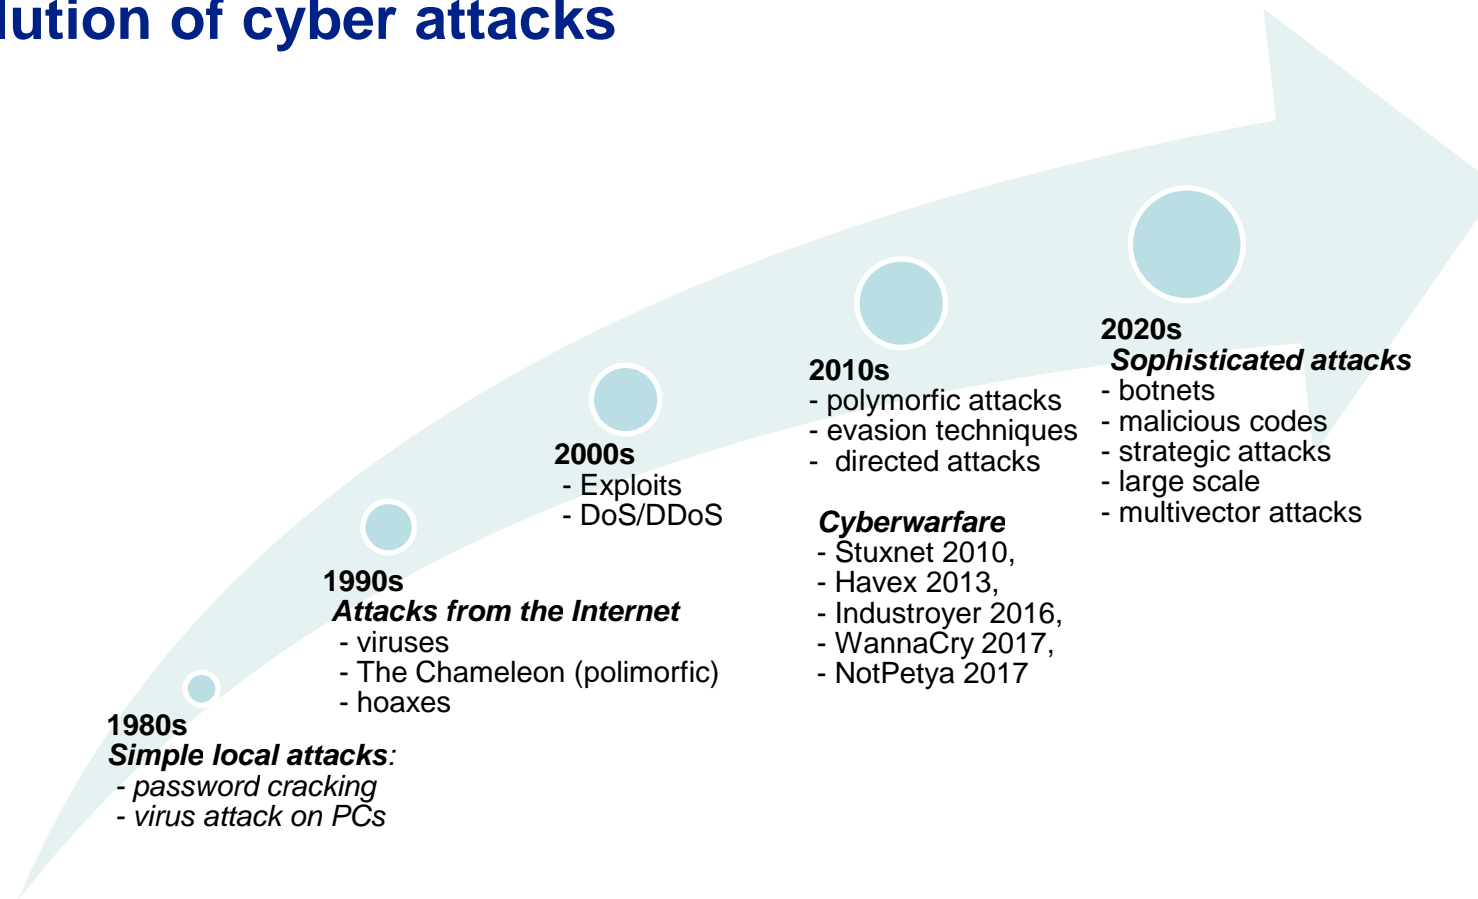 lution of cyber attacks
1980s
Simple local attacks:
- password cracking
- virus attack on PCs
1990s
Attacks from the Internet
- viruses
- The Chameleon (polimorfic)
- hoaxes
2000s
- Exploits
- DoS/DDoS
2010s
- polymorfic attacks
- evasion techniques
- directed attacks
Cyberwarfare
- Stuxnet 2010,
- Havex 2013,
- Industroyer 2016,
- WannaCry 2017,
- NotPetya 2017
2020s
Sophisticated attacks
- botnets
- malicious codes
- strategic attacks
- large scale
- multivector attacks